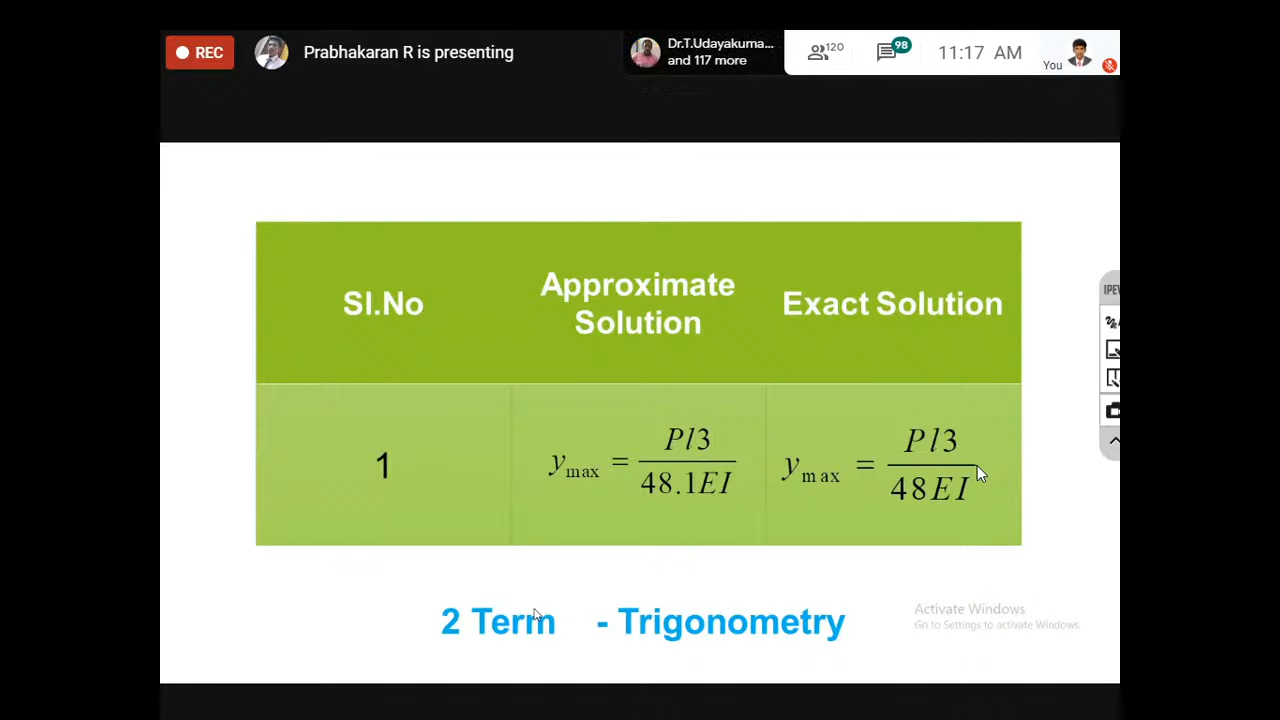 REC
Prabhakaran R is presenting
Dr.T.Udayakuma...
and 117 more
120
98
11:17 AM
You
Sl.No
Approximate
Solution
Exact Solution
1
y max = Pl3 / 48.1EI
y max = Pl3 / 48EI
2 Term - Trigonometry
Activate Windows
Go to Settings to activate Windows.